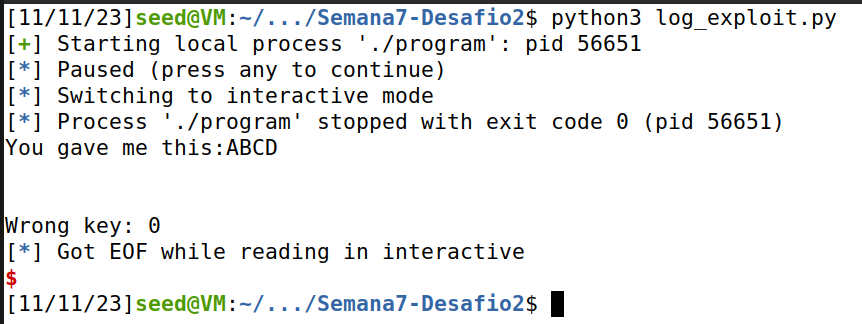 [11/11/23]seed@VM:~/.../Semana7-Desafio2$ python3 log_exploit.py
[+] Starting local process './program': pid 56651
[*] Paused (press any to continue)
[*] Switching to interactive mode
[*] Process './program' stopped with exit code 0 (pid 56651)
You gave me this:ABCD
Wrong key: 0
[*] Got EOF while reading in interactive
$
[11/11/23]seed@VM:~/.../Semana7-Desafio2$